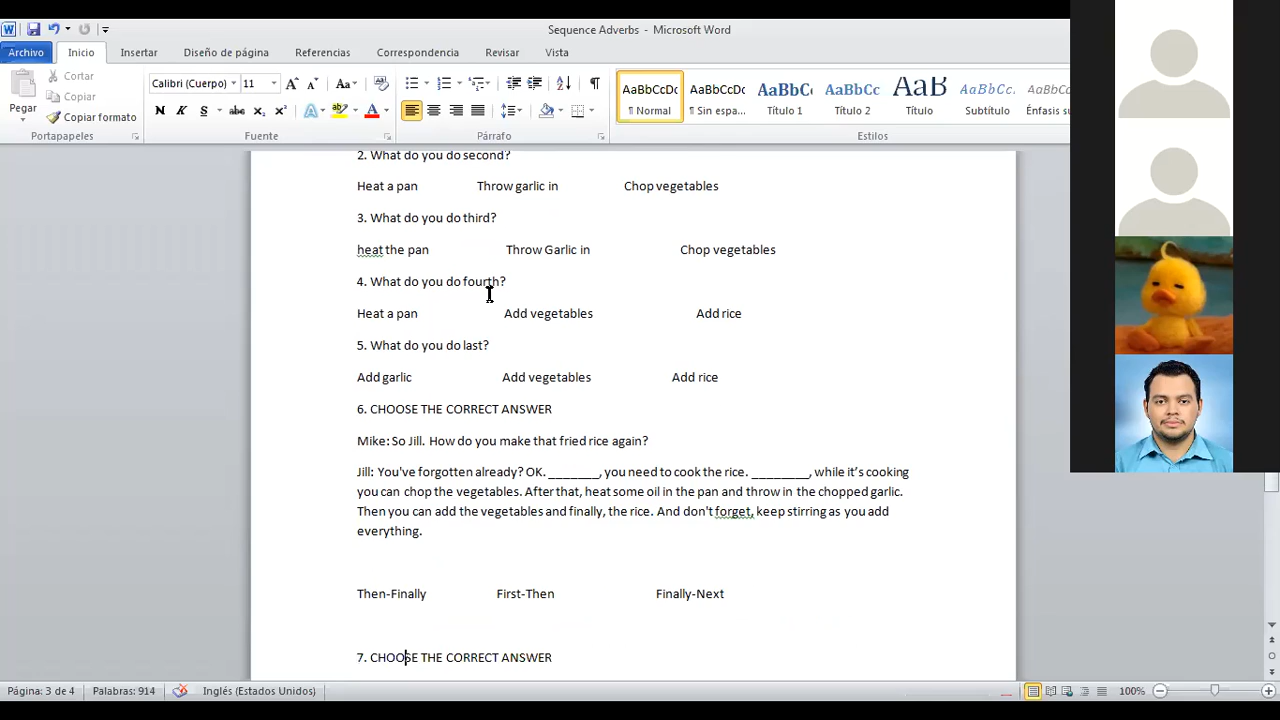 Sequence Adverbs - Microsoft Word
Archivo Inicio Insertar Diseño de página Referencias Correspondencia Revisar Vista
Pegar
Cortar
Copiar
Copiar formato
Portapapeles
Calibri (Cuerpo) 11
N K S abc x₂ x² A
Aa
Fuente
Párrafo
AaBbCcDc AaBbCcDc AaBbC AaBbCc AaB AaBbCc. AaBbCc
¶ Normal ¶ Sin espa... Título 1 Título 2 Título Subtítulo Énfasis su
Estilos
2. What do you do second?
Heat a pan Throw garlic in Chop vegetables
3. What do you do third?
heat the pan Throw Garlic in Chop vegetables
4. What do you do fourth?
Heat a pan Add vegetables Add rice
5. What do you do last?
Add garlic Add vegetables Add rice
6. CHOOSE THE CORRECT ANSWER
Mike: So Jill. How do you make that fried rice again?
Jill: You've forgotten already? OK. _______, you need to cook the rice. ________, while it's cooking
you can chop the vegetables. After that, heat some oil in the pan and throw in the chopped garlic.
Then you can add the vegetables and finally, the rice. And don't forget, keep stirring as you add
everything.
Then-Finally First-Then Finally-Next
7. CHOOSE THE CORRECT ANSWER
Página: 3 de 4 Palabras: 914 Inglés (Estados Unidos) 100%